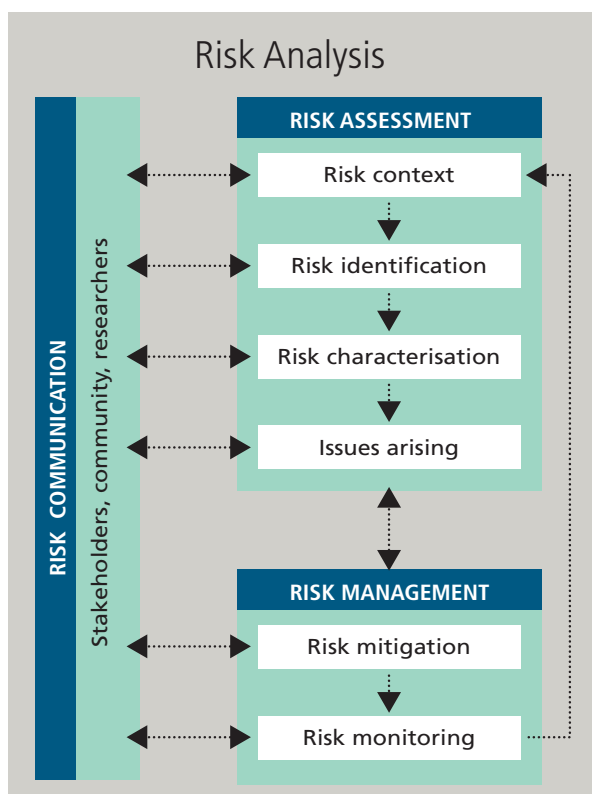 Risk Analysis
RISK COMMUNICATION
Stakeholders, community, researchers
RISK ASSESSMENT
Risk context
Risk identification
Risk characterisation
Issues arising
RISK MANAGEMENT
Risk mitigation
Risk monitoring